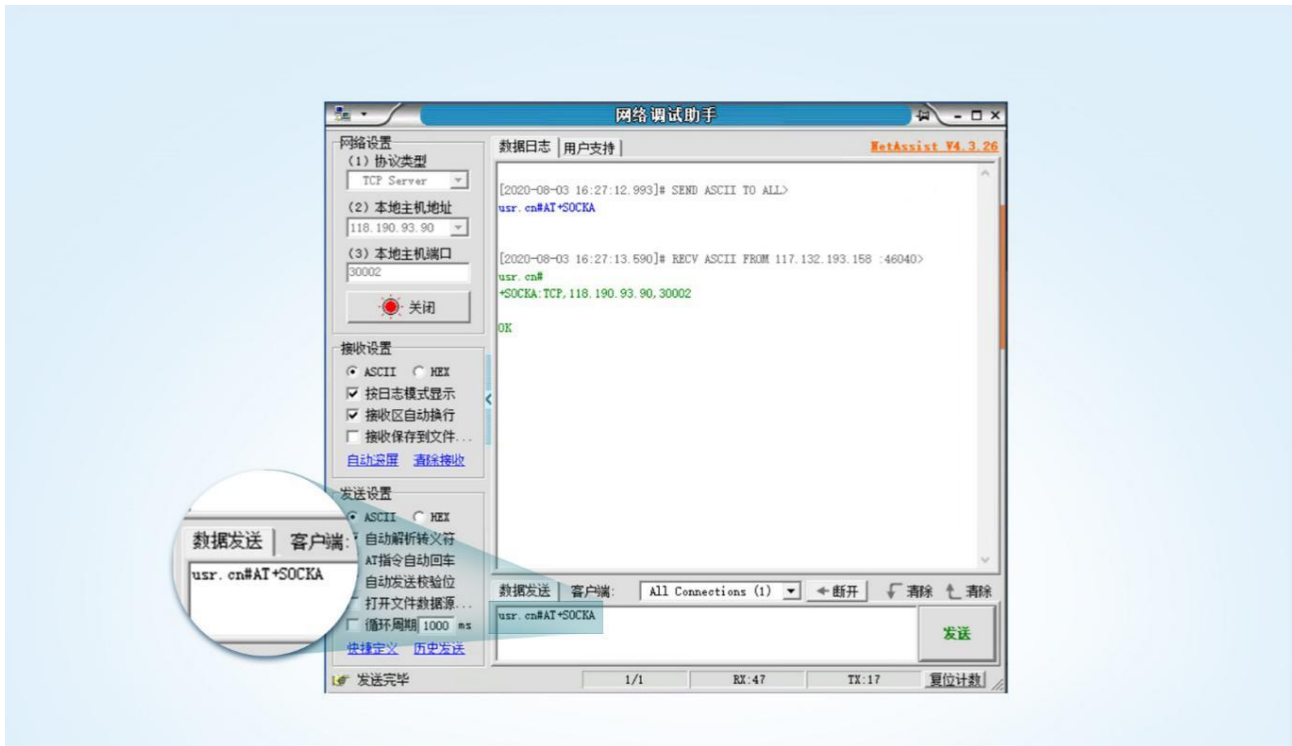 网络调试助手
网络设置
(1) 协议类型
TCP Server
(2) 本地主机地址
118.190.93.90
(3) 本地主机端口
30002
关闭
接收设置
ASCII HEX
按日志模式显示
接收区自动换行
接收保存到文件...
自动滚屏 清除接收
发送设置
ASCII HEX
自动解析转义符
AT指令自动回车
自动发送校验位
打开文件数据源...
循环周期 1000 ms
快捷定义 历史发送
数据日志 用户支持 NetAssist V4.3.26
[2020-08-03 16:27:12.993]# SEND ASCII TO ALL>
usr.cn#AT+SOCKA
[2020-08-03 16:27:13.590]# RECV ASCII FROM 117.132.193.158 :46040>
usr.cn#
+SOCKA:TCP,118.190.93.90,30002
OK
数据发送 客户端: All Connections (1) 断开 清除 清除
usr.cn#AT+SOCKA
发送
数据发送 客户端:
usr.cn#AT+SOCKA
发送完毕 1/1 RX:47 TX:17 复位计数